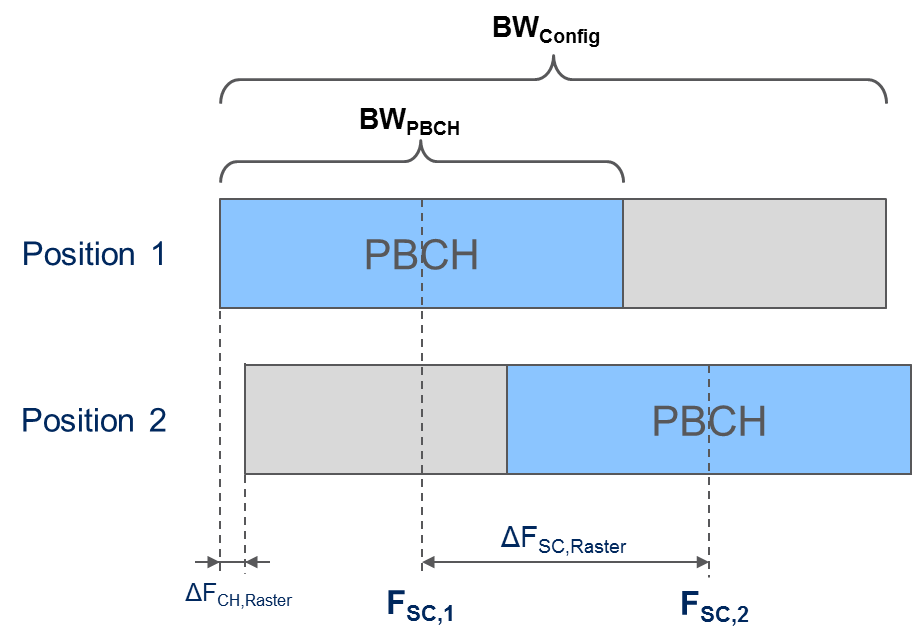 BWConfig
BWPBCH
Position 1
PBCH
Position 2
PBCH
ΔFSC,Raster
ΔFCH,Raster
FSC,1
FSC,2